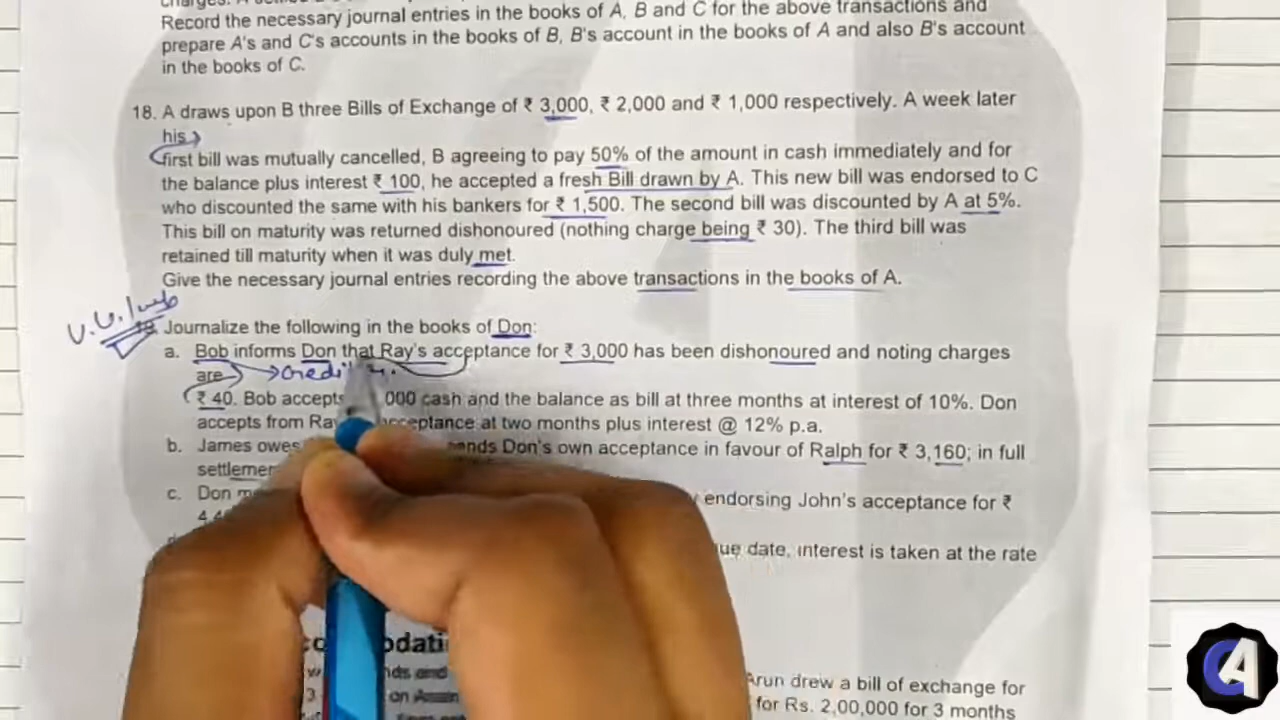 Record the necessary journal entries in the books of A, B and C for the above transactions and
prepare A's and C's accounts in the books of B, B's account in the books of A and also B's account
in the books of C.
18. A draws upon B three Bills of Exchange of ₹ 3,000, ₹ 2,000 and ₹ 1,000 respectively. A week later
his
first bill was mutually cancelled, B agreeing to pay 50% of the amount in cash immediately and for
the balance plus interest ₹ 100, he accepted a fresh Bill drawn by A. This new bill was endorsed to C
who discounted the same with his bankers for ₹ 1,500. The second bill was discounted by A at 5%.
This bill on maturity was returned dishonoured (nothing charge being ₹ 30). The third bill was
retained till maturity when it was duly met.
Give the necessary journal entries recording the above transactions in the books of A.
Journalize the following in the books of Don:
a. Bob informs Don that Ray's acceptance for ₹ 3,000 has been dishonoured and noting charges
are
₹ 40. Bob accepts 000 cash and the balance as bill at three months at interest of 10%. Don
accepts from acceptance at two months plus interest @ 12% p.a.
b. James owes Don's own acceptance in favour of Ralph for ₹ 3,160; in full
c. Don endorsing John's acceptance for ₹
due date, interest is taken at the rate
Arun drew a bill of exchange for
for Rs. 2,00,000 for 3 months
CA